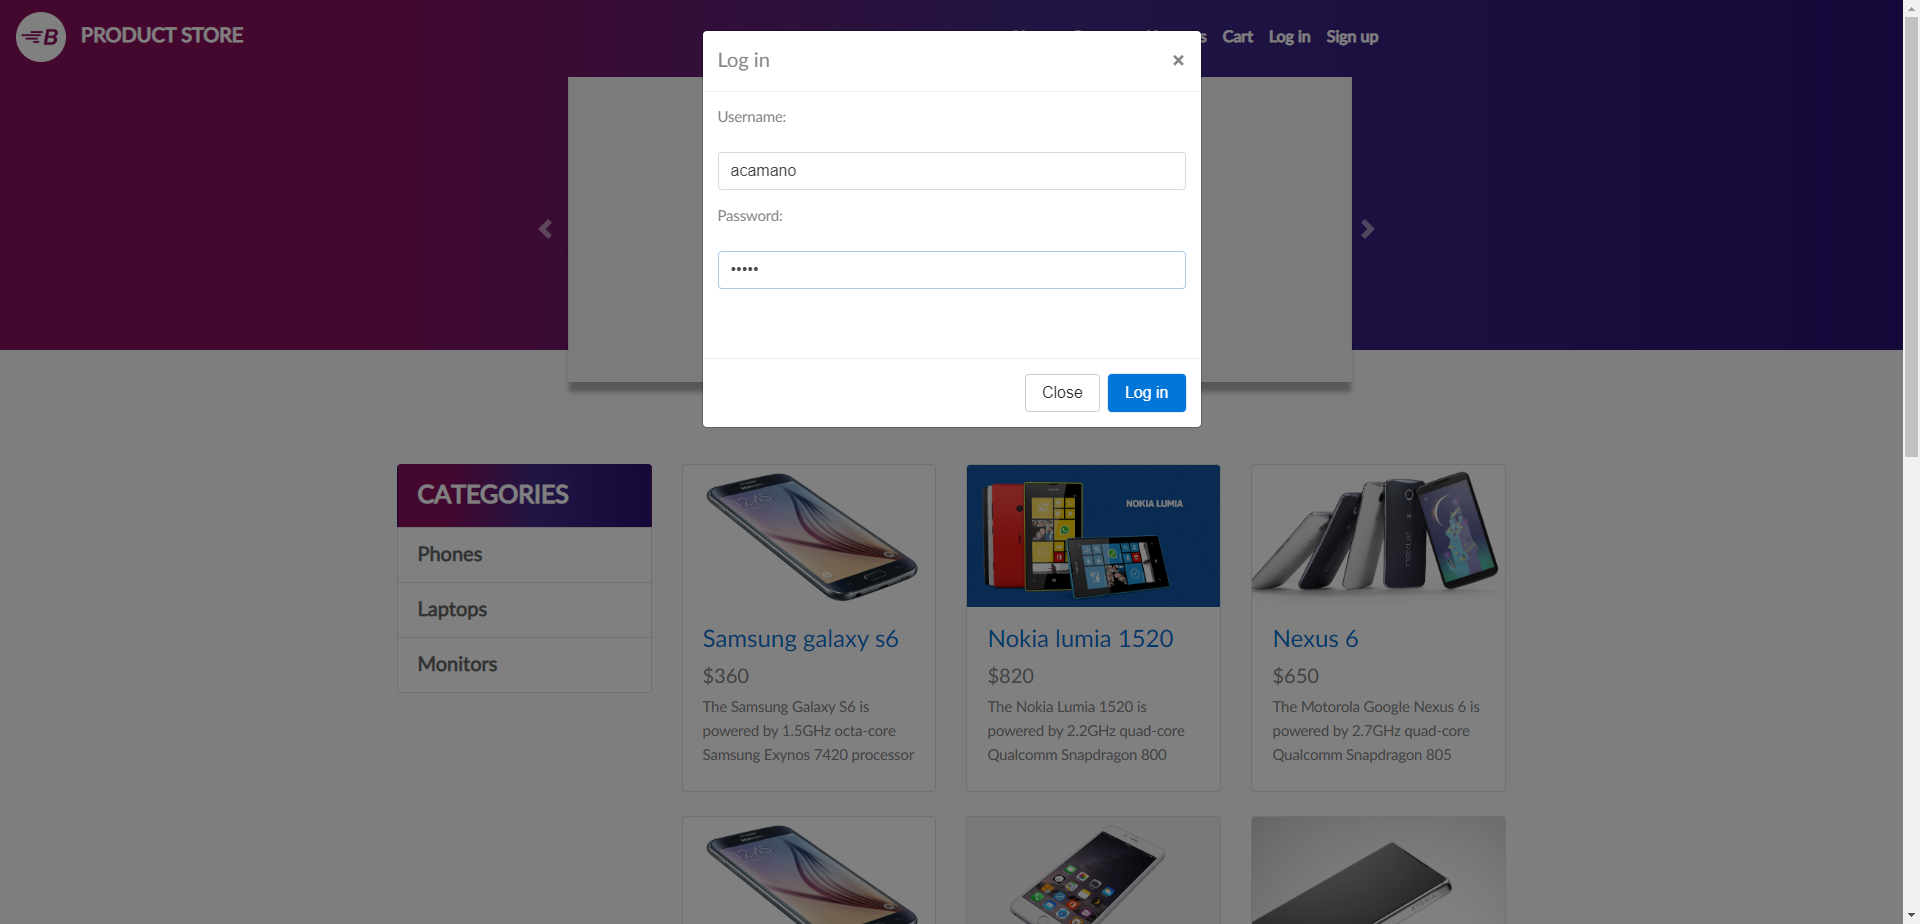 PRODUCT STORE
Cart
Log in
Sign up
Log in
×
Username:
acamano
Password:
•••••
Close
Log in
CATEGORIES
Phones
Laptops
Monitors
Samsung galaxy s6
$360
The Samsung Galaxy S6 is
powered by 1.5GHz octa-core
Samsung Exynos 7420 processor
NOKIA LUMIA
Nokia lumia 1520
$820
The Nokia Lumia 1520 is
powered by 2.2GHz quad-core
Qualcomm Snapdragon 800
nexus
Nexus 6
$650
The Motorola Google Nexus 6 is
powered by 2.7GHz quad-core
Qualcomm Snapdragon 805